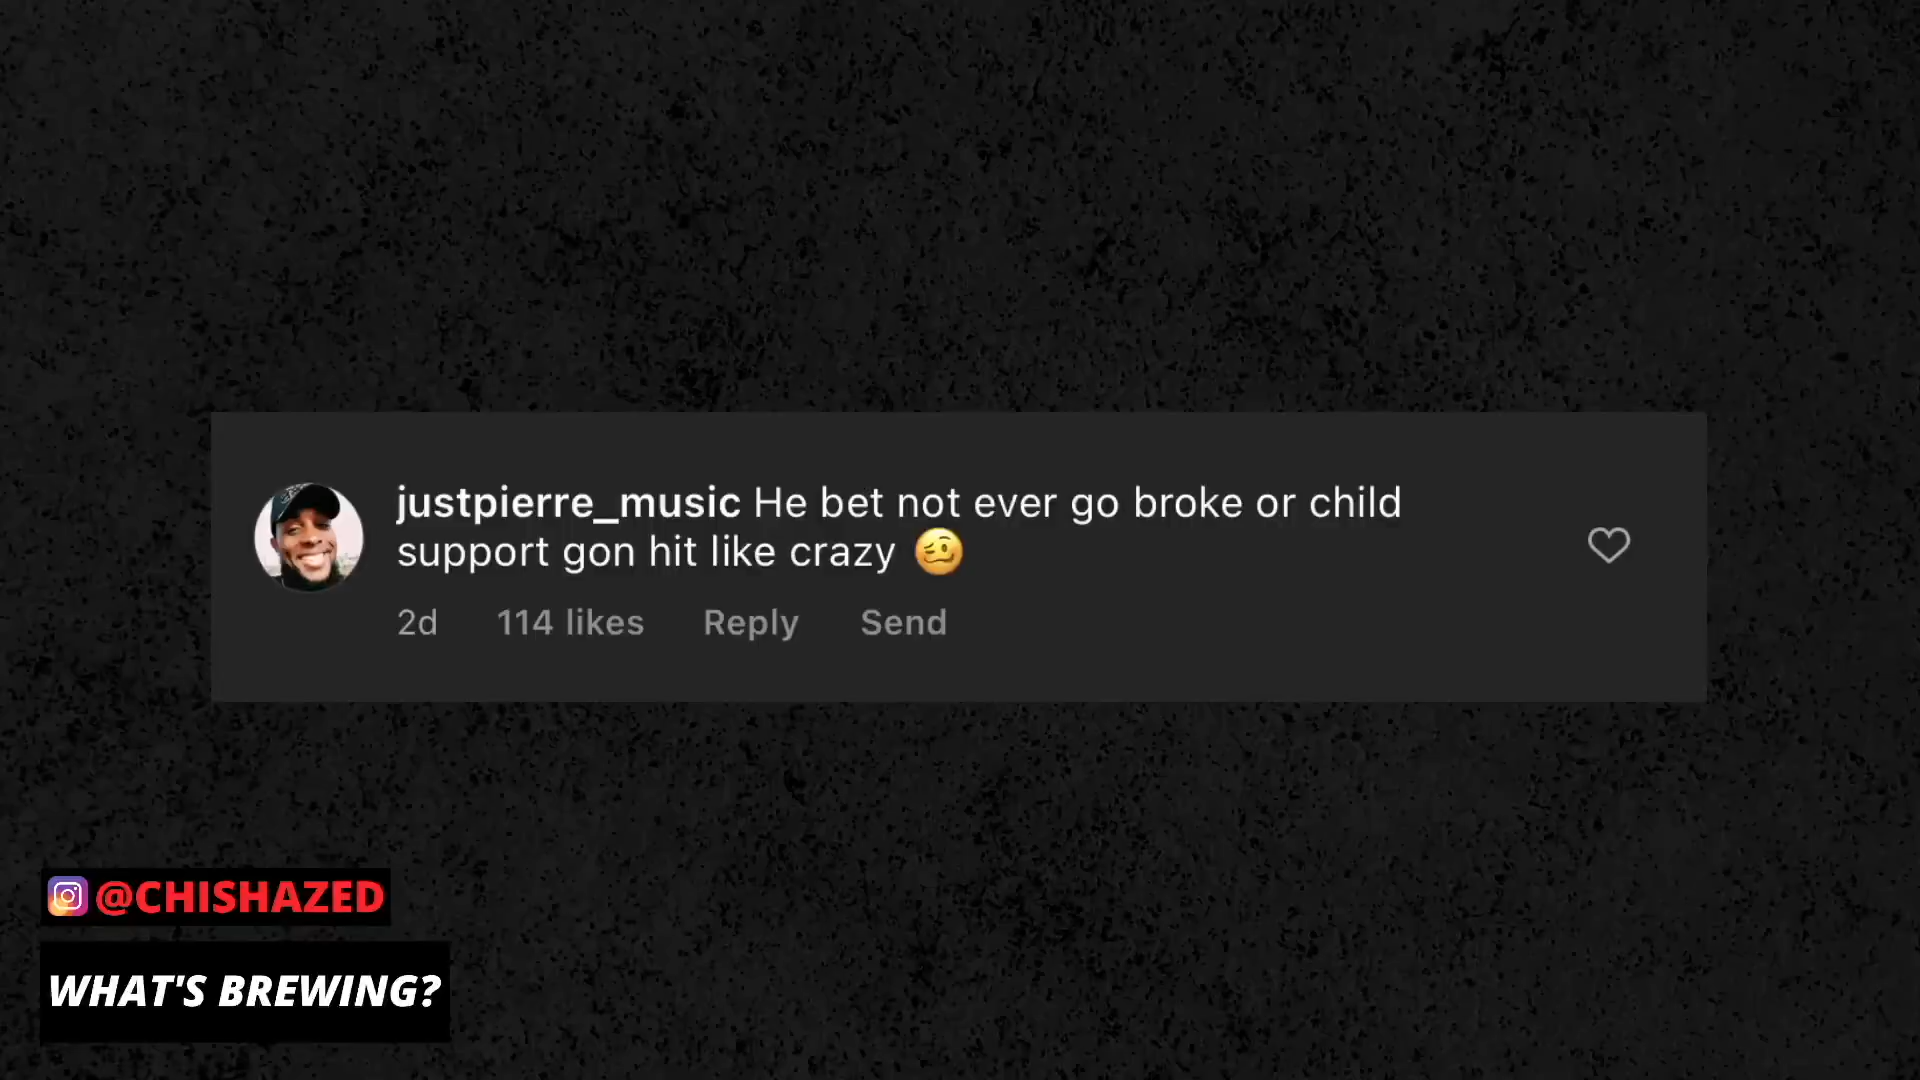 justpierre_music He bet not ever go broke or child
support gon hit like crazy 🥴
2d 114 likes Reply Send
@CHISHAZED
WHAT'S BREWING?